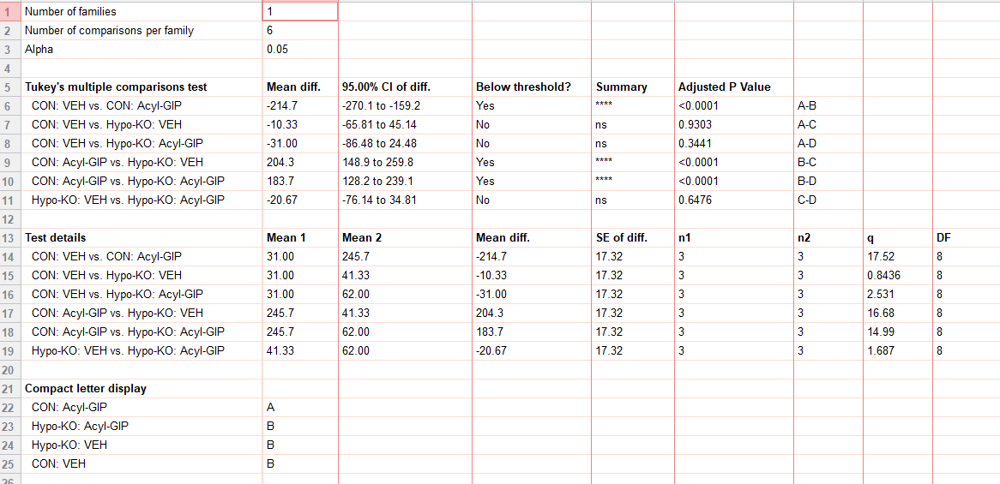 1 Number of families 1
2 Number of comparisons per family 6
3 Alpha 0.05
4
5 Tukey's multiple comparisons test Mean diff. 95.00% CI of diff. Below threshold? Summary Adjusted P Value
6 CON: VEH vs. CON: Acyl-GIP -214.7 -270.1 to -159.2 Yes **** <0.0001 A-B
7 CON: VEH vs. Hypo-KO: VEH -10.33 -65.81 to 45.14 No ns 0.9303 A-C
8 CON: VEH vs. Hypo-KO: Acyl-GIP -31.00 -86.48 to 24.48 No ns 0.3441 A-D
9 CON: Acyl-GIP vs. Hypo-KO: VEH 204.3 148.9 to 259.8 Yes **** <0.0001 B-C
10 CON: Acyl-GIP vs. Hypo-KO: Acyl-GIP 183.7 128.2 to 239.1 Yes **** <0.0001 B-D
11 Hypo-KO: VEH vs. Hypo-KO: Acyl-GIP -20.67 -76.14 to 34.81 No ns 0.6476 C-D
12
13 Test details Mean 1 Mean 2 Mean diff. SE of diff. n1 n2 q DF
14 CON: VEH vs. CON: Acyl-GIP 31.00 245.7 -214.7 17.32 3 3 17.52 8
15 CON: VEH vs. Hypo-KO: VEH 31.00 41.33 -10.33 17.32 3 3 0.8436 8
16 CON: VEH vs. Hypo-KO: Acyl-GIP 31.00 62.00 -31.00 17.32 3 3 2.531 8
17 CON: Acyl-GIP vs. Hypo-KO: VEH 245.7 41.33 204.3 17.32 3 3 16.68 8
18 CON: Acyl-GIP vs. Hypo-KO: Acyl-GIP 245.7 62.00 183.7 17.32 3 3 14.99 8
19 Hypo-KO: VEH vs. Hypo-KO: Acyl-GIP 41.33 62.00 -20.67 17.32 3 3 1.687 8
20
21 Compact letter display
22 CON: Acyl-GIP A
23 Hypo-KO: Acyl-GIP B
24 Hypo-KO: VEH B
25 CON: VEH B
26